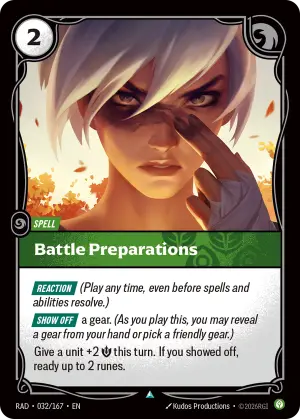 2
SPELL
Battle Preparations
REACTION (Play any time, even before spells and
abilities resolve.)
SHOW OFF a gear. (As you play this, you may reveal
a gear from your hand or pick a friendly gear.)
Give a unit +2 this turn. If you showed off,
ready up to 2 runes.
RAD • 032/167 • EN
Kudos Productions • ©2026RGI